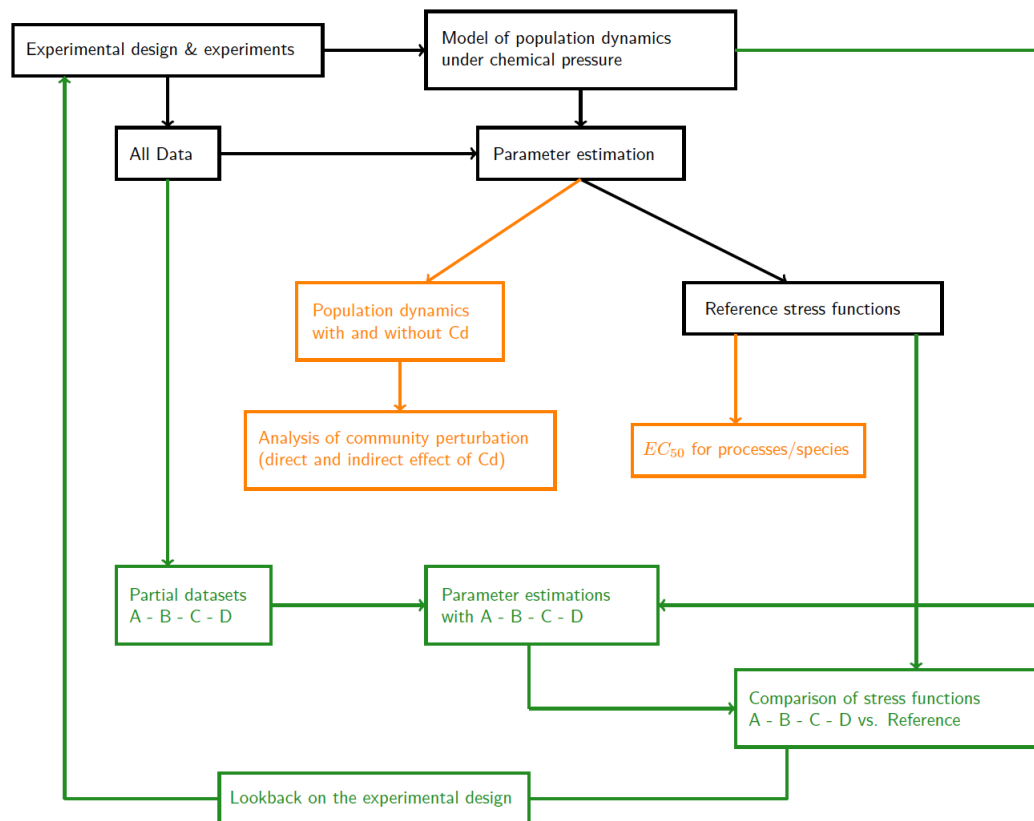 Experimental design & experiments
Model of population dynamics
under chemical pressure
All Data
Parameter estimation
Population dynamics
with and without Cd
Reference stress functions
Analysis of community perturbation
(direct and indirect effect of Cd)
EC50 for processes/species
Partial datasets
A - B - C - D
Parameter estimations
with A - B - C - D
Comparison of stress functions
A - B - C - D vs. Reference
Lookback on the experimental design